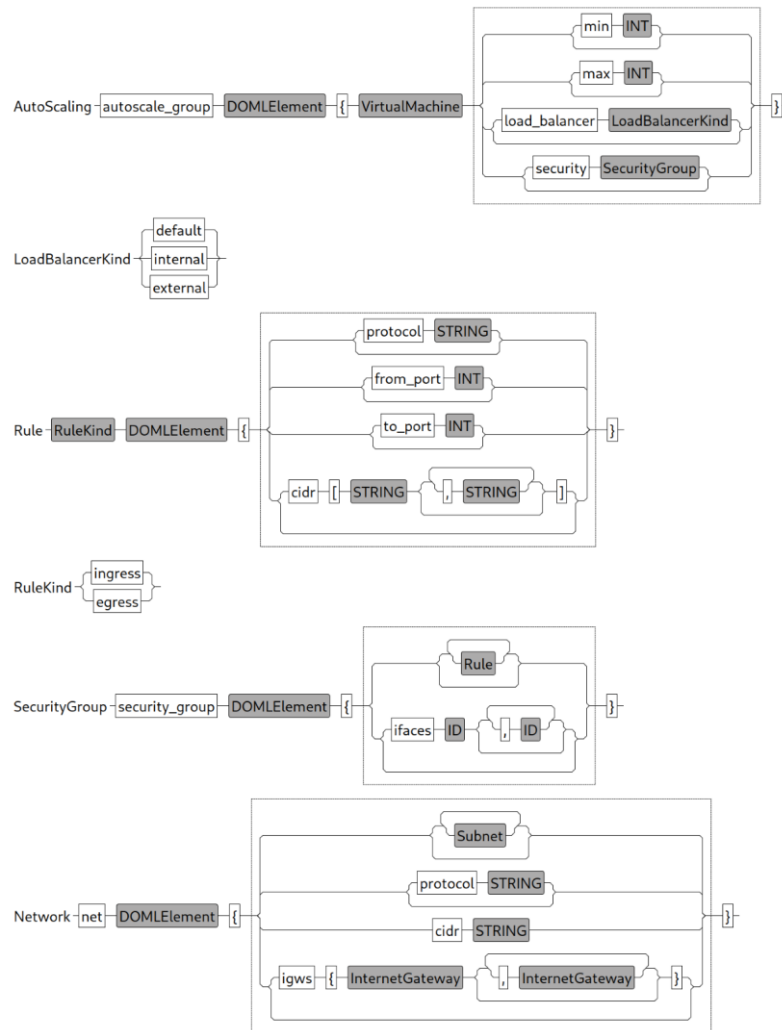 min INT
max INT
AutoScaling autoscale_group DOMLElement { VirtualMachine }
load_balancer LoadBalancerKind
security SecurityGroup
default
LoadBalancerKind internal
external
protocol STRING
from_port INT
Rule RuleKind DOMLElement { to_port INT }
cidr [ STRING , STRING ]
ingress
RuleKind
egress
Rule
SecurityGroup security_group DOMLElement { }
ifaces ID , ID
Subnet
protocol STRING
Network net DOMLElement { }
cidr STRING
igws { InternetGateway , InternetGateway }